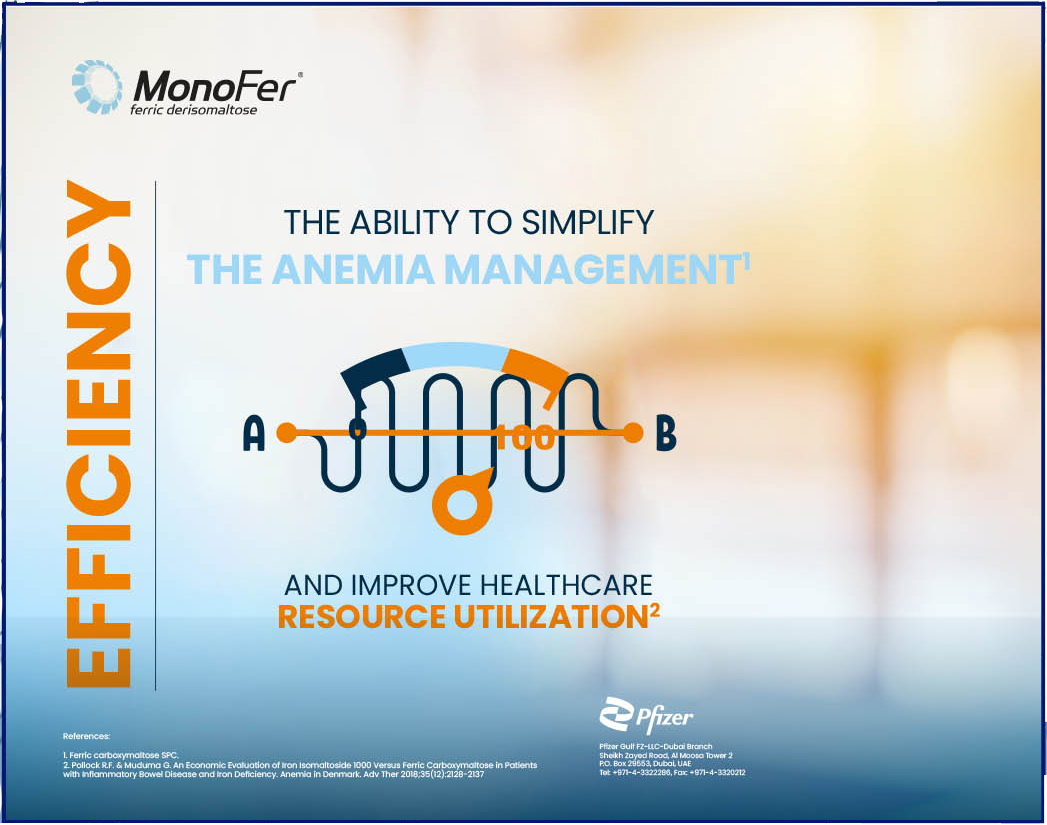 MonoFer®
ferric derisomaltose
EFFICIENCY
THE ABILITY TO SIMPLIFY
THE ANEMIA MANAGEMENT¹
A
0
100
B
AND IMPROVE HEALTHCARE
RESOURCE UTILIZATION²
References:
1. Ferric carboxymaltose SPC.
2. Pollock R.F. & Muduma G. An Economic Evaluation of Iron Isomaltoside 1000 Versus Ferric Carboxymaltose in Patients
with Inflammatory Bowel Disease and Iron Deficiency. Anemia in Denmark. Adv Ther 2018;35(12):2128-2137
Pfizer
Pfizer Gulf FZ-LLC-Dubai Branch
Sheikh Zayed Road, Al Moosa Tower 2
P.O. Box 29553, Dubai, UAE
Tel: +971-4-3322286, Fax: +971-4-3320212